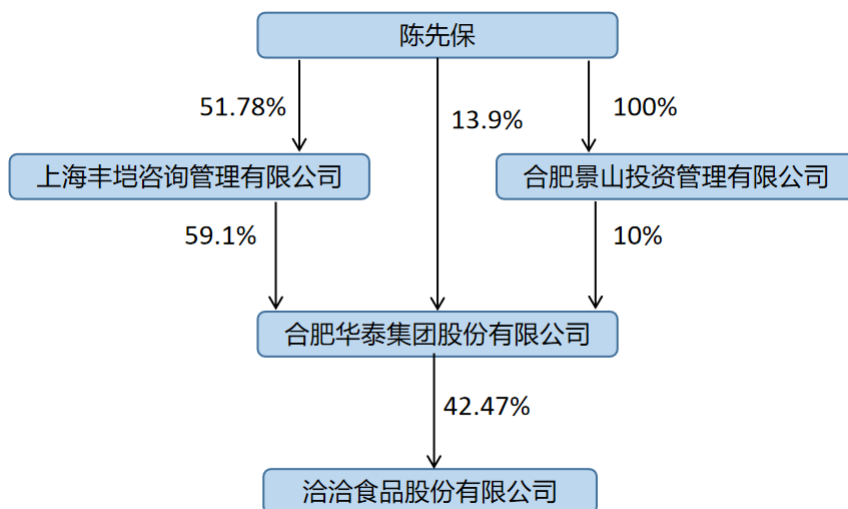 陈先保
51.78%
13.9%
100%
上海丰垲咨询管理有限公司
合肥景山投资管理有限公司
59.1%
10%
合肥华泰集团股份有限公司
42.47%
洽洽食品股份有限公司